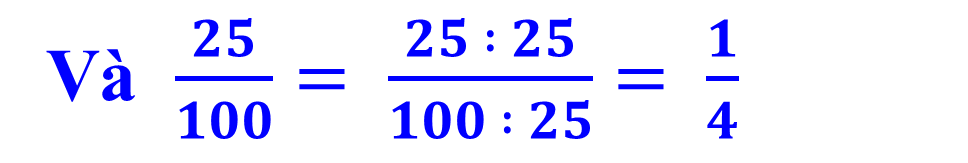 Và 25/100 = 25 : 25/100 : 25 = 1/4